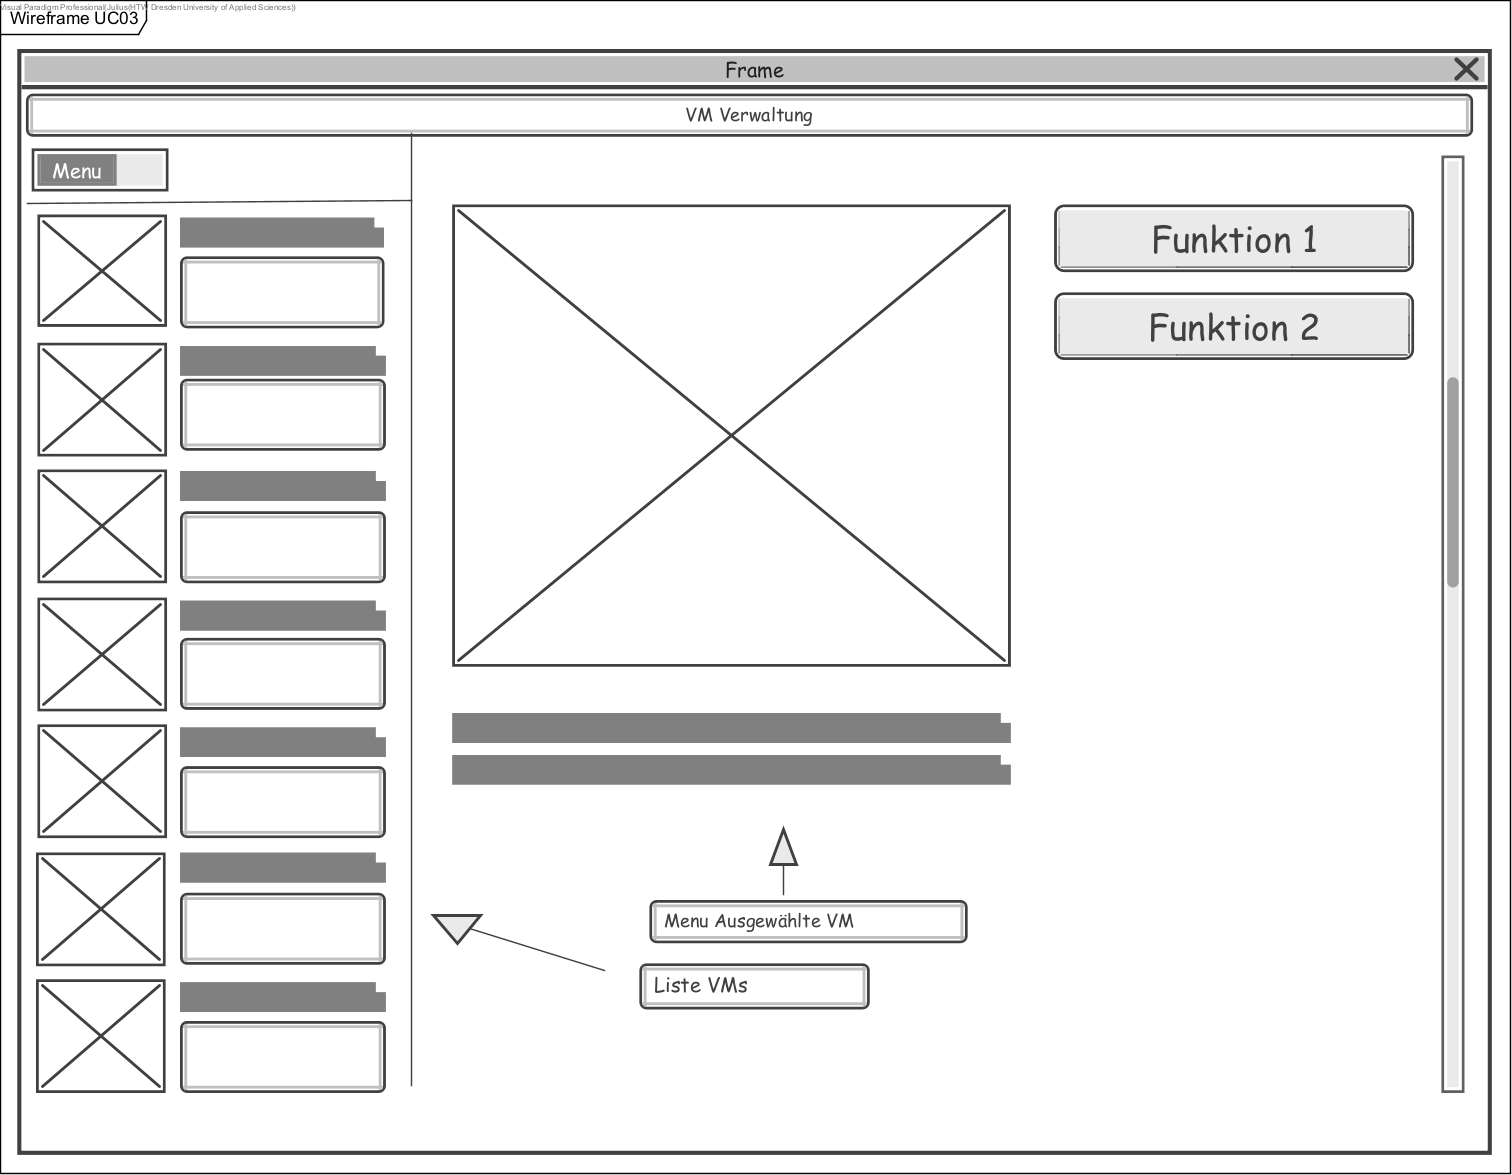 Visual Paradigm Professional(Julius(HTW Dresden University of Applied Sciences))
Wireframe UC03
Frame
VM Verwaltung
Menu
Funktion 1
Funktion 2
Menu Ausgewählte VM
Liste VMs